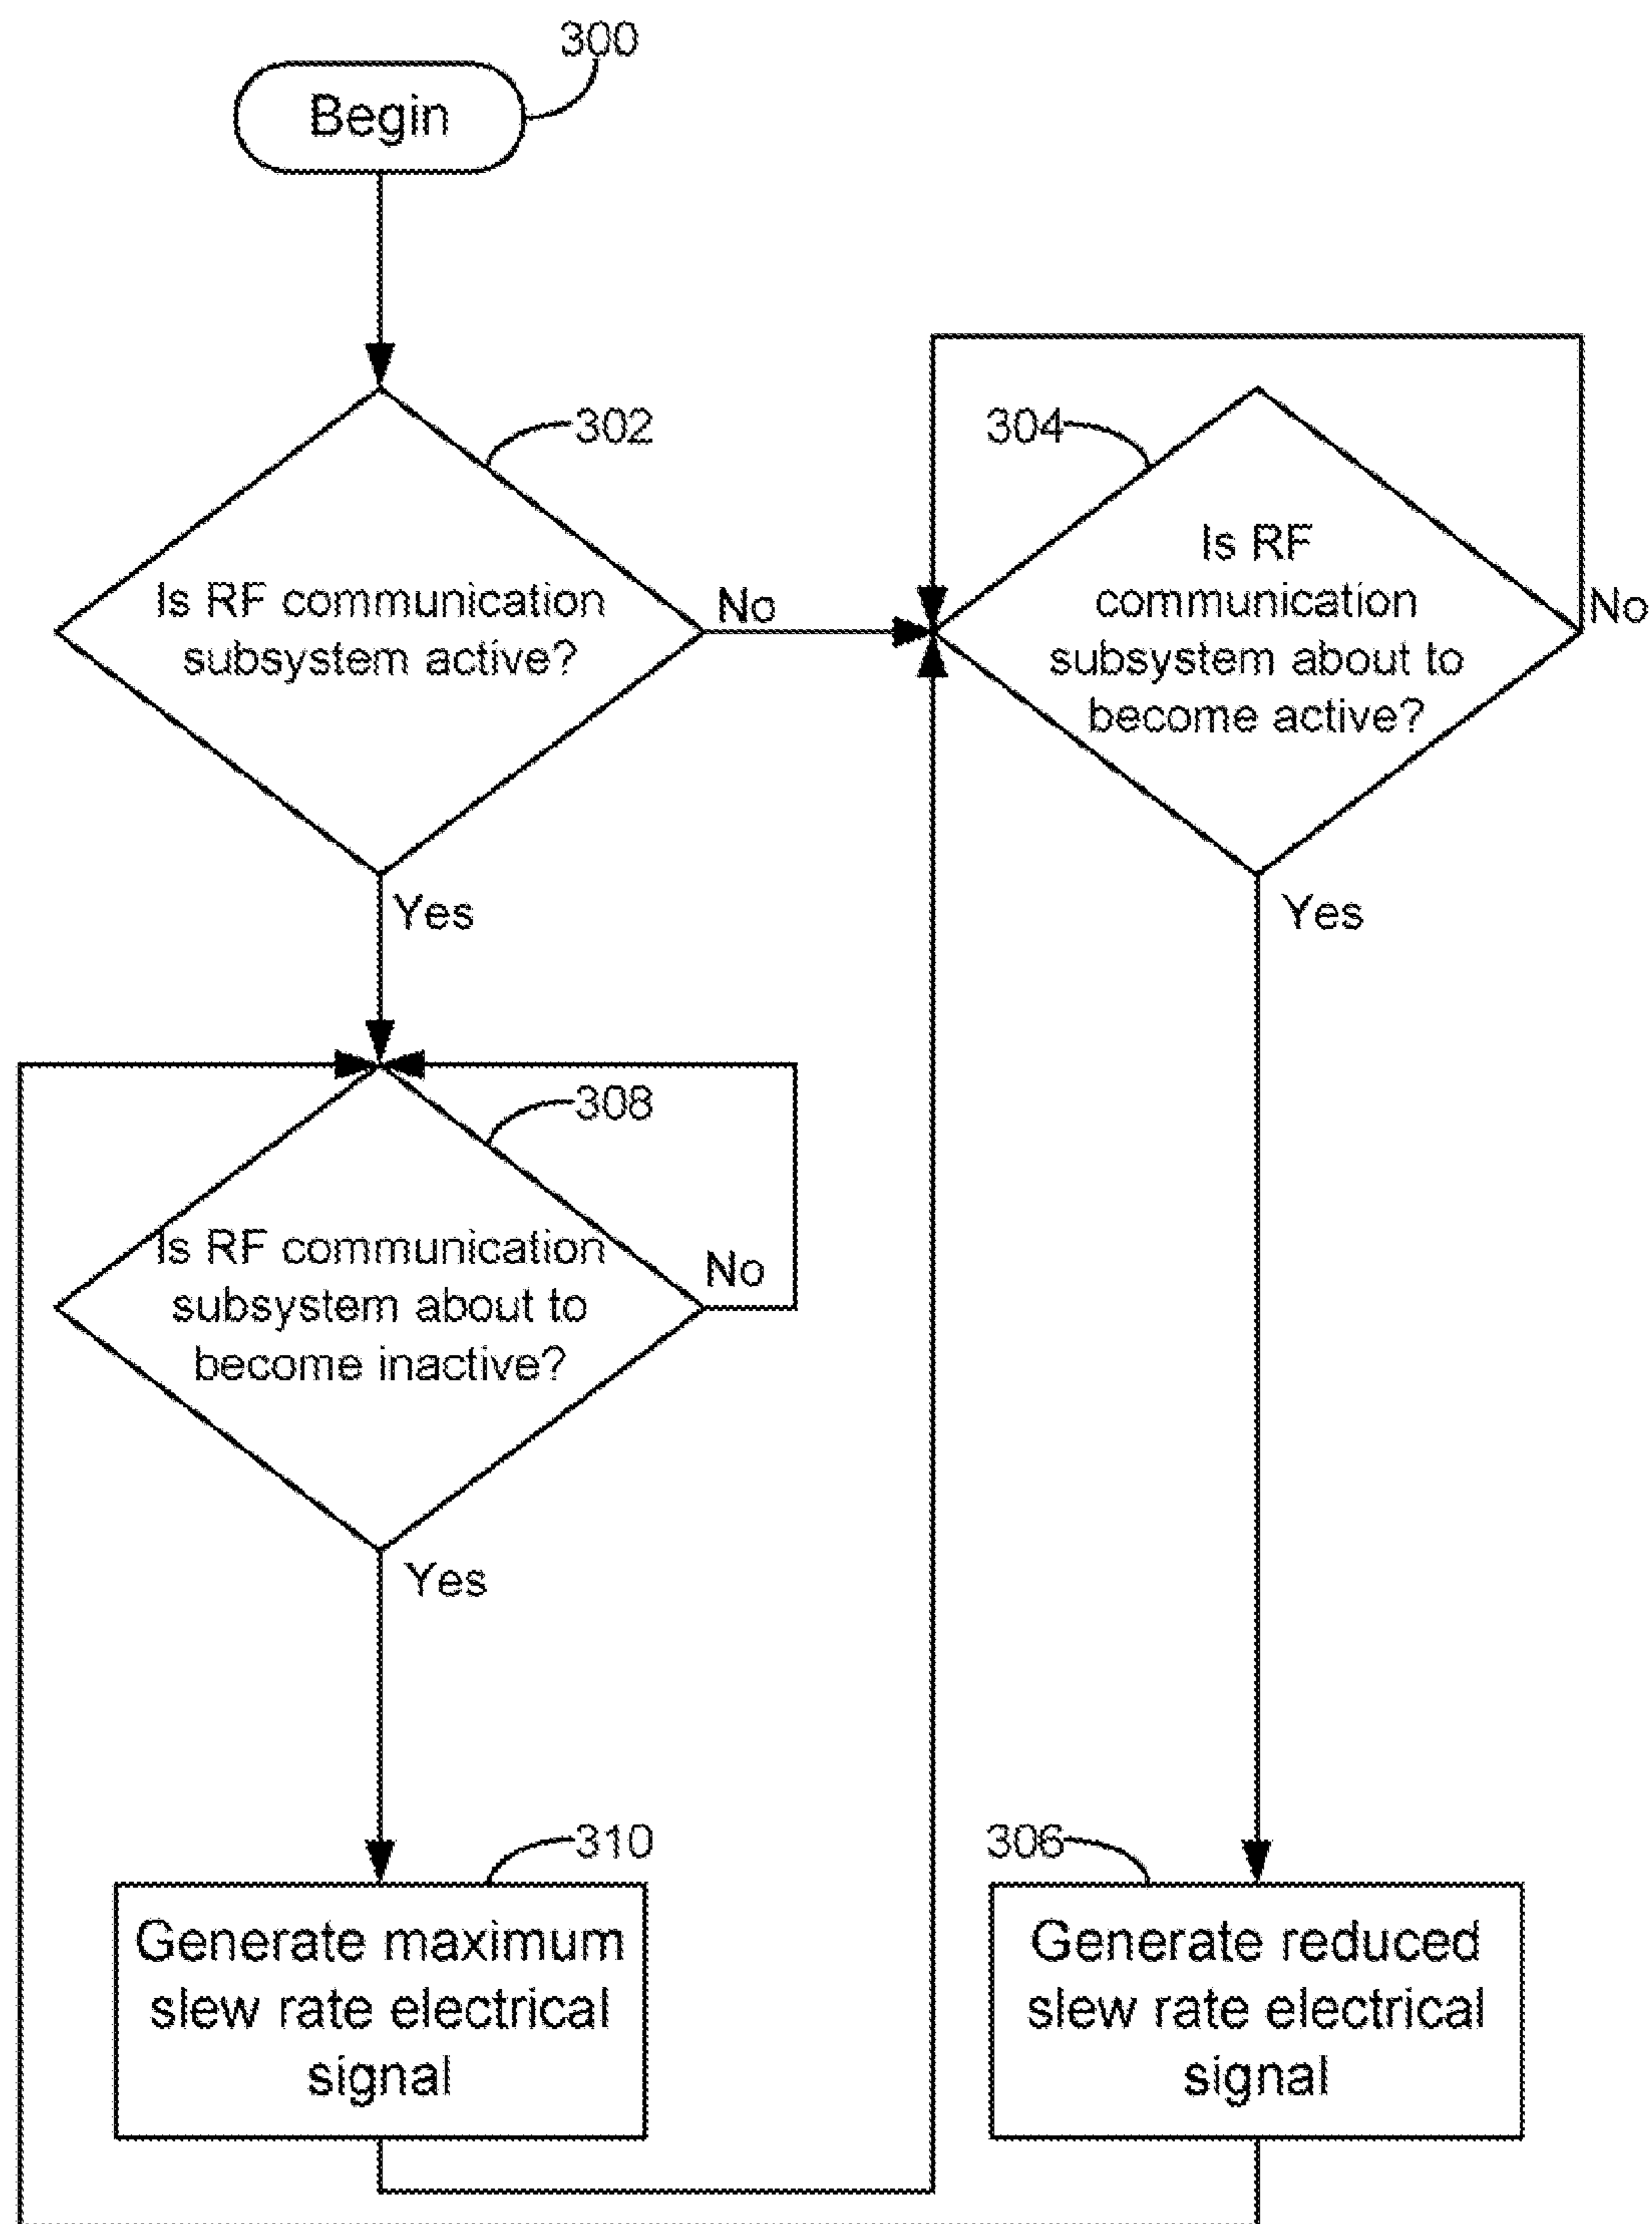 300
Begin
302
Is RF communication
subsystem active?
No
Yes
304
Is RF
communication
subsystem about to
become active?
No
Yes
308
Is RF communication
subsystem about to
become inactive?
No
Yes
310
Generate maximum
slew rate electrical
signal
306
Generate reduced
slew rate electrical
signal